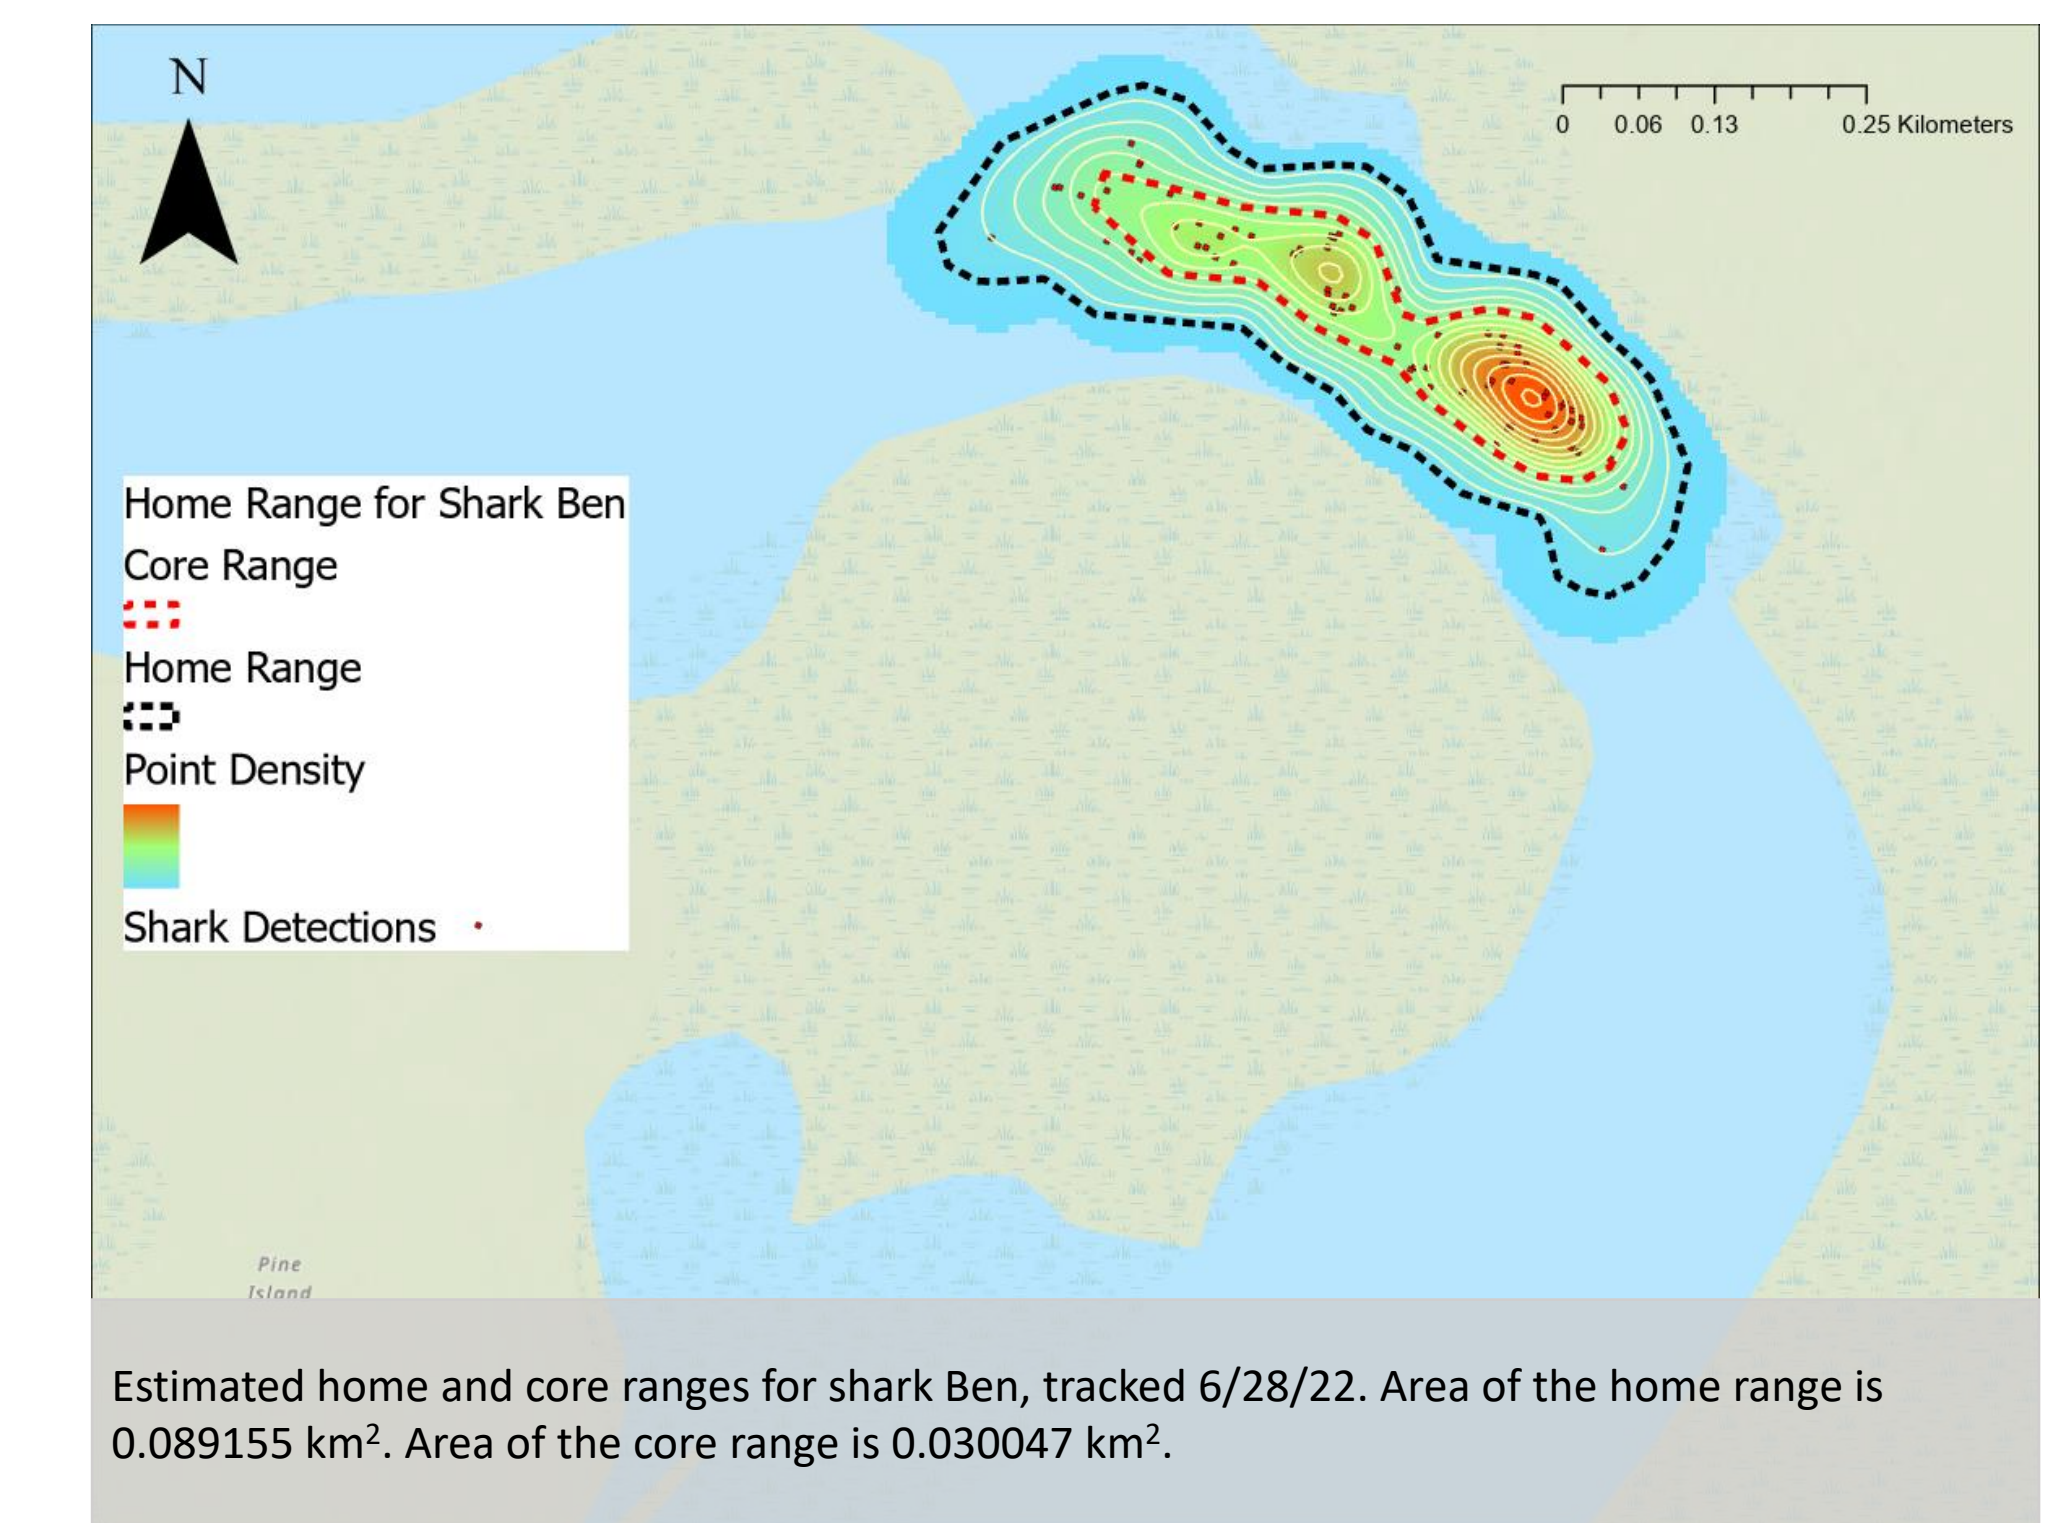 N
0 0.06 0.13 0.25 Kilometers
Home Range for Shark Ben
Core Range
Home Range
Point Density
Shark Detections
Pine
Island
Estimated home and core ranges for shark Ben, tracked 6/28/22. Area of the home range is
0.089155 km². Area of the core range is 0.030047 km².